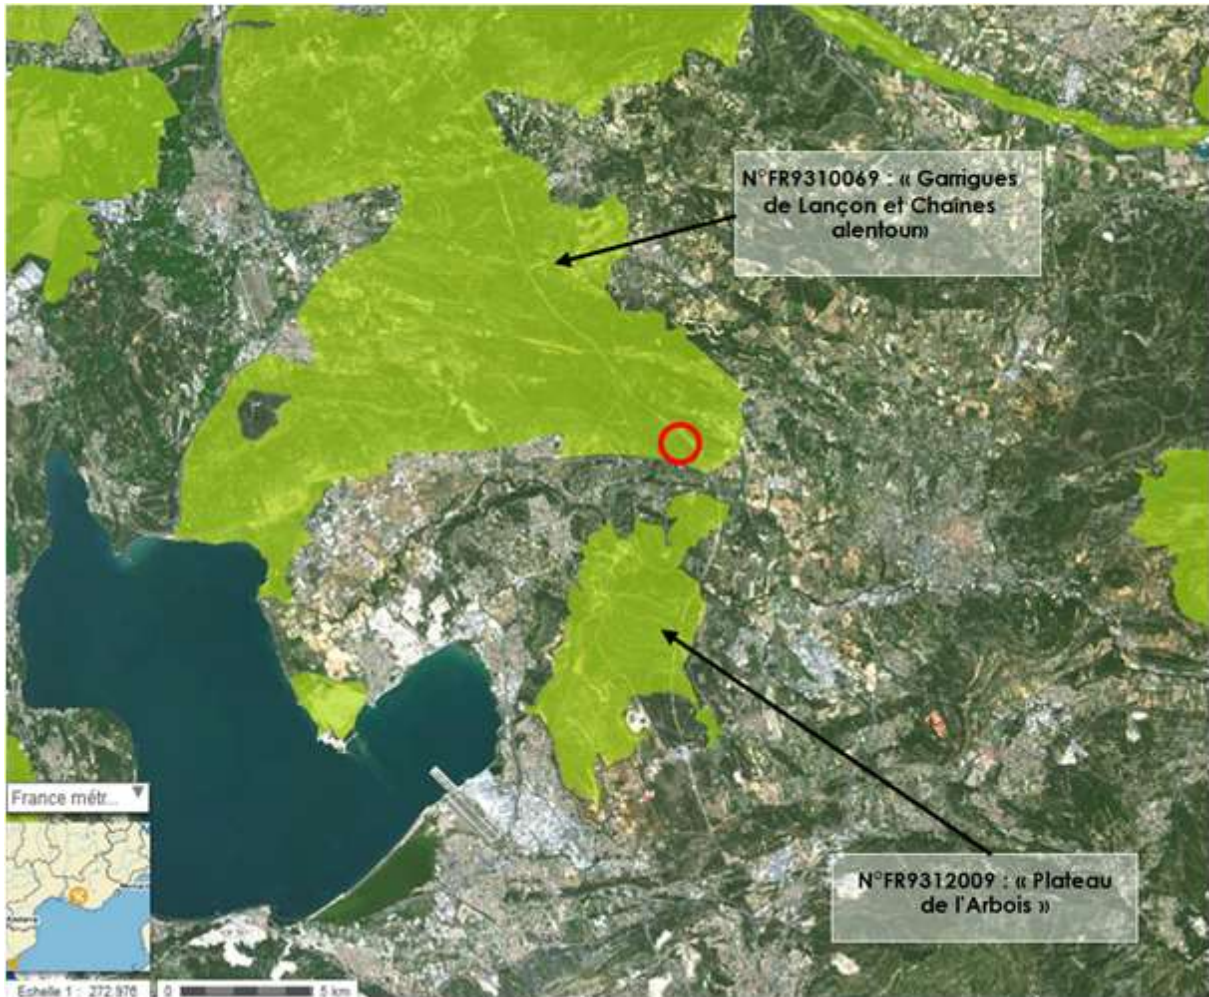 N°FR9310069 : « Garrigues
de Lançon et Chaînes
alentoun»
N°FR9312009 : « Plateau
de l'Arbois »
France métr...
Echelle 1 : 272 976
0
5 km